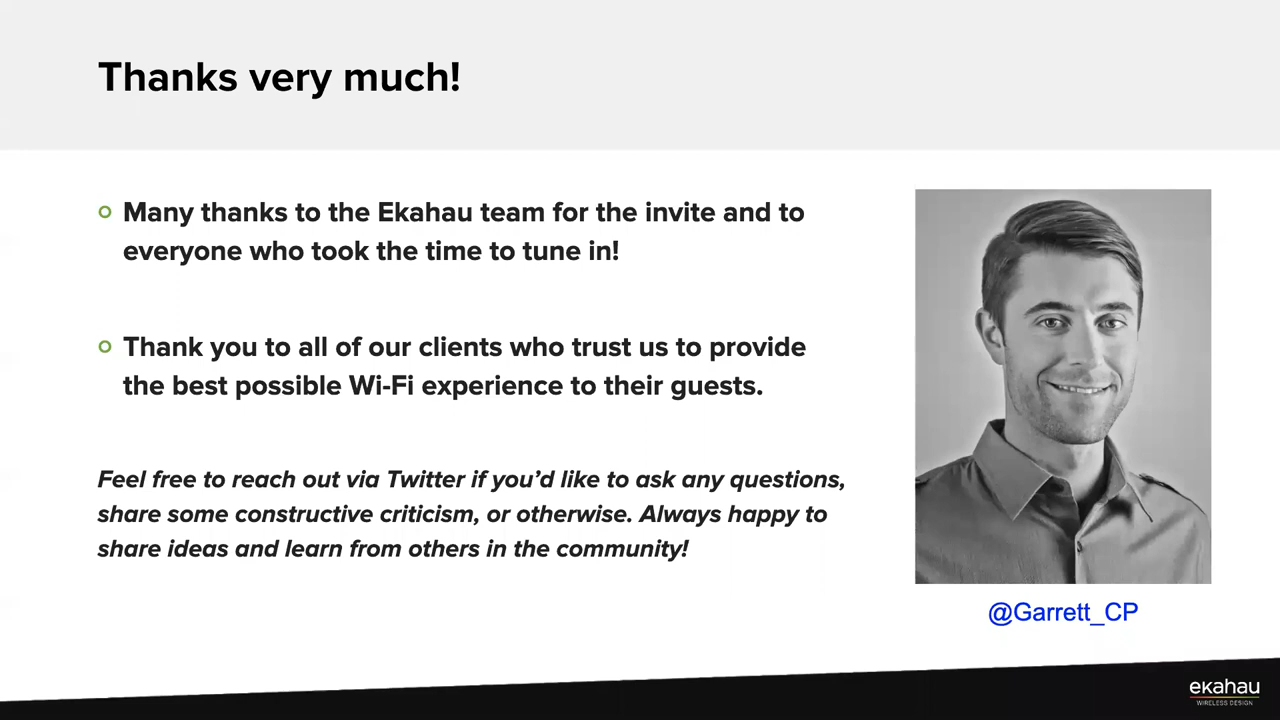 Thanks very much!
Many thanks to the Ekahau team for the invite and to
everyone who took the time to tune in!
Thank you to all of our clients who trust us to provide
the best possible Wi-Fi experience to their guests.
Feel free to reach out via Twitter if you’d like to ask any questions,
share some constructive criticism, or otherwise. Always happy to
share ideas and learn from others in the community!
@Garrett_CP
ekahau
WIRELESS DESIGN